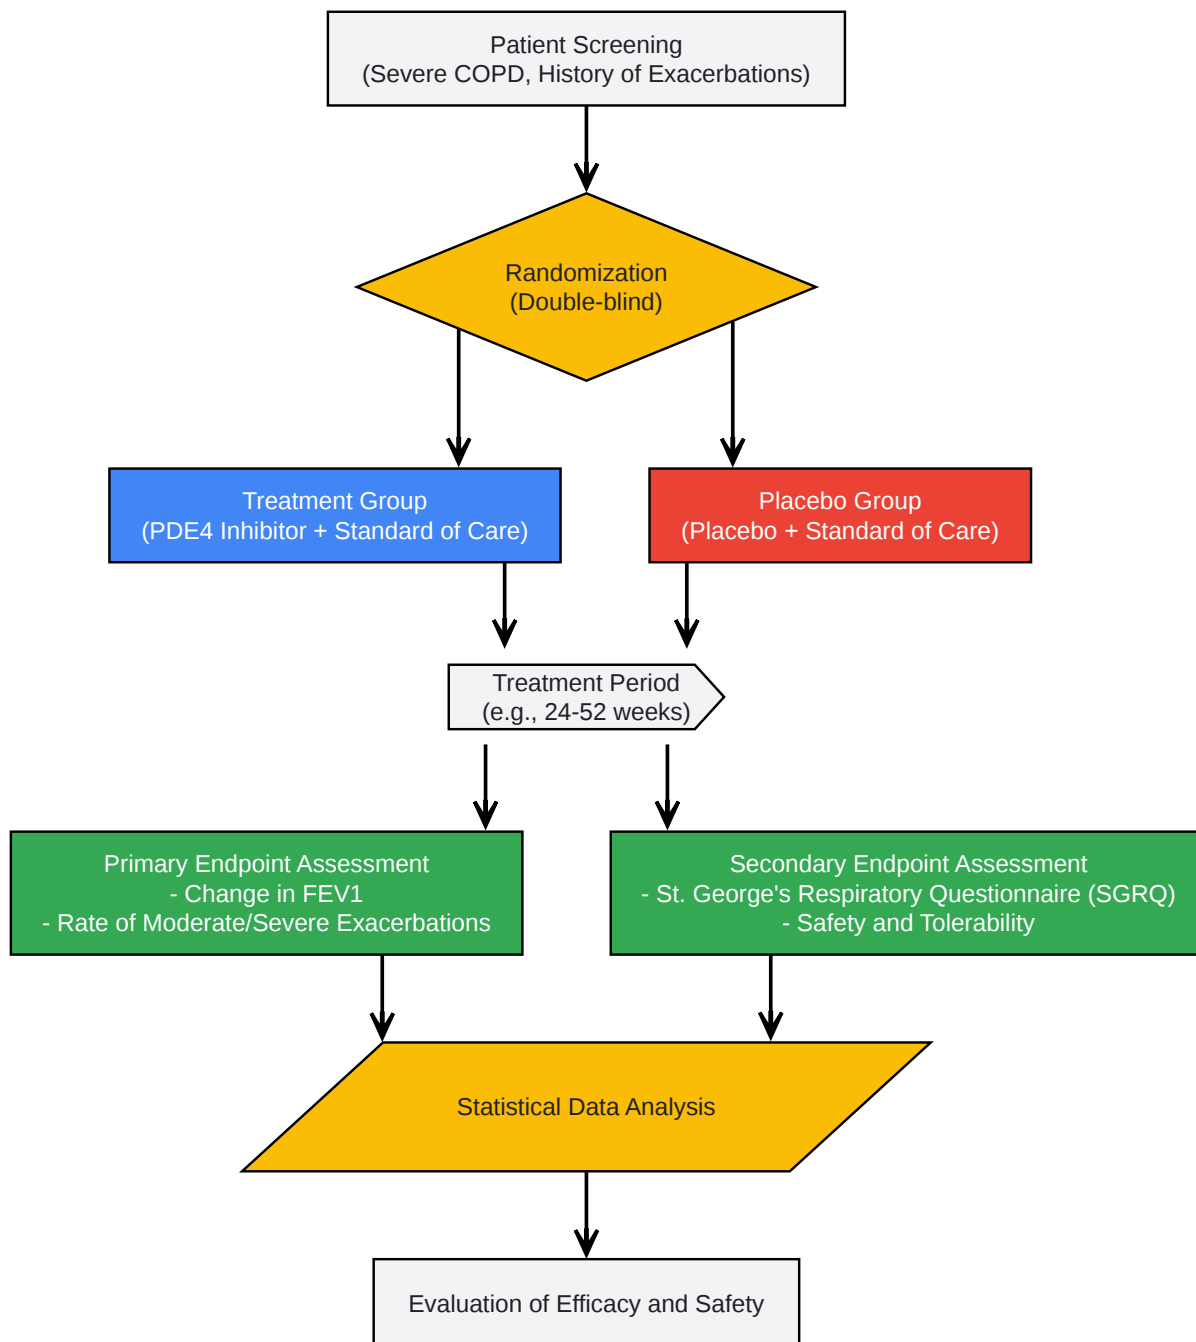 Patient Screening
(Severe COPD, History of Exacerbations)
Randomization
(Double-blind)
Treatment Group
(PDE4 Inhibitor + Standard of Care)
Placebo Group
(Placebo + Standard of Care)
Treatment Period
(e.g., 24-52 weeks)
Primary Endpoint Assessment
- Change in FEV1
- Rate of Moderate/Severe Exacerbations
Secondary Endpoint Assessment
- St. George's Respiratory Questionnaire (SGRQ)
- Safety and Tolerability
Statistical Data Analysis
Evaluation of Efficacy and Safety